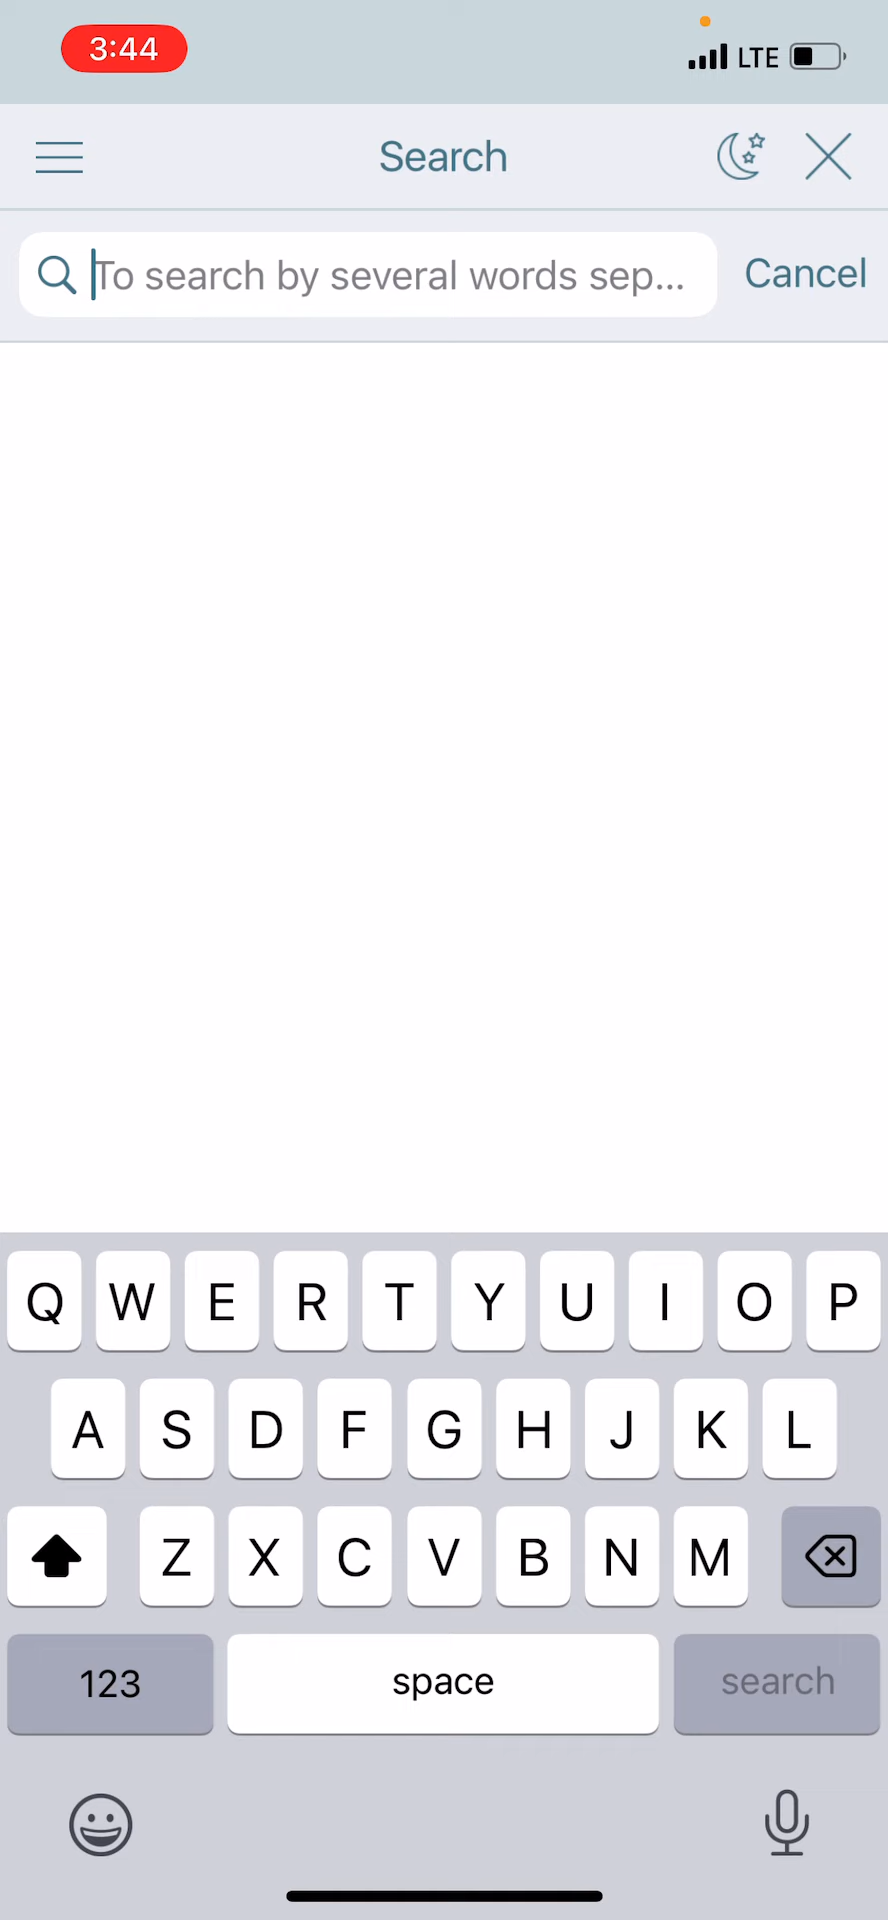 3:44 LTE
Search
To search by several words sep... Cancel
Q W E R T Y U I O P
A S D F G H J K L
Z X C V B N M
123 space search